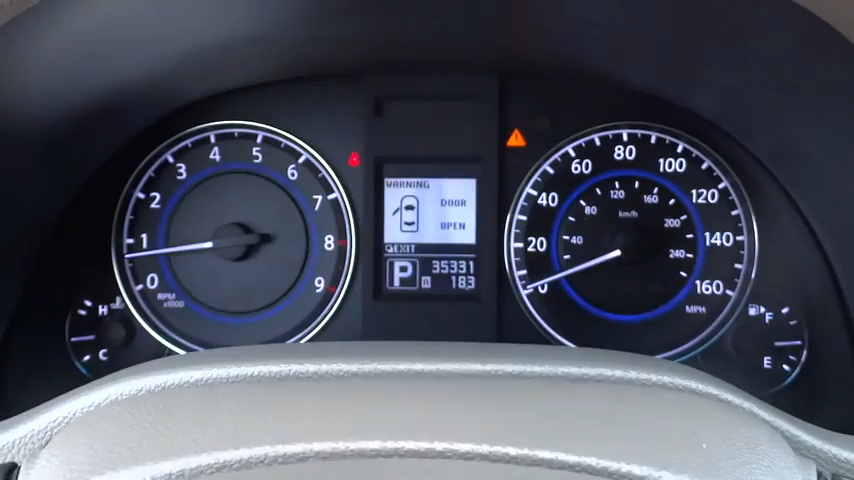 0 1 2 3 4 5 6 7 8 9
RPM
x1000
H
C
WARNING
DOOR
OPEN
EXIT
P
35331
183
0 20 40 60 80 100 120 140 160
MPH
40 80 120 160 200 240
km/h
F
E